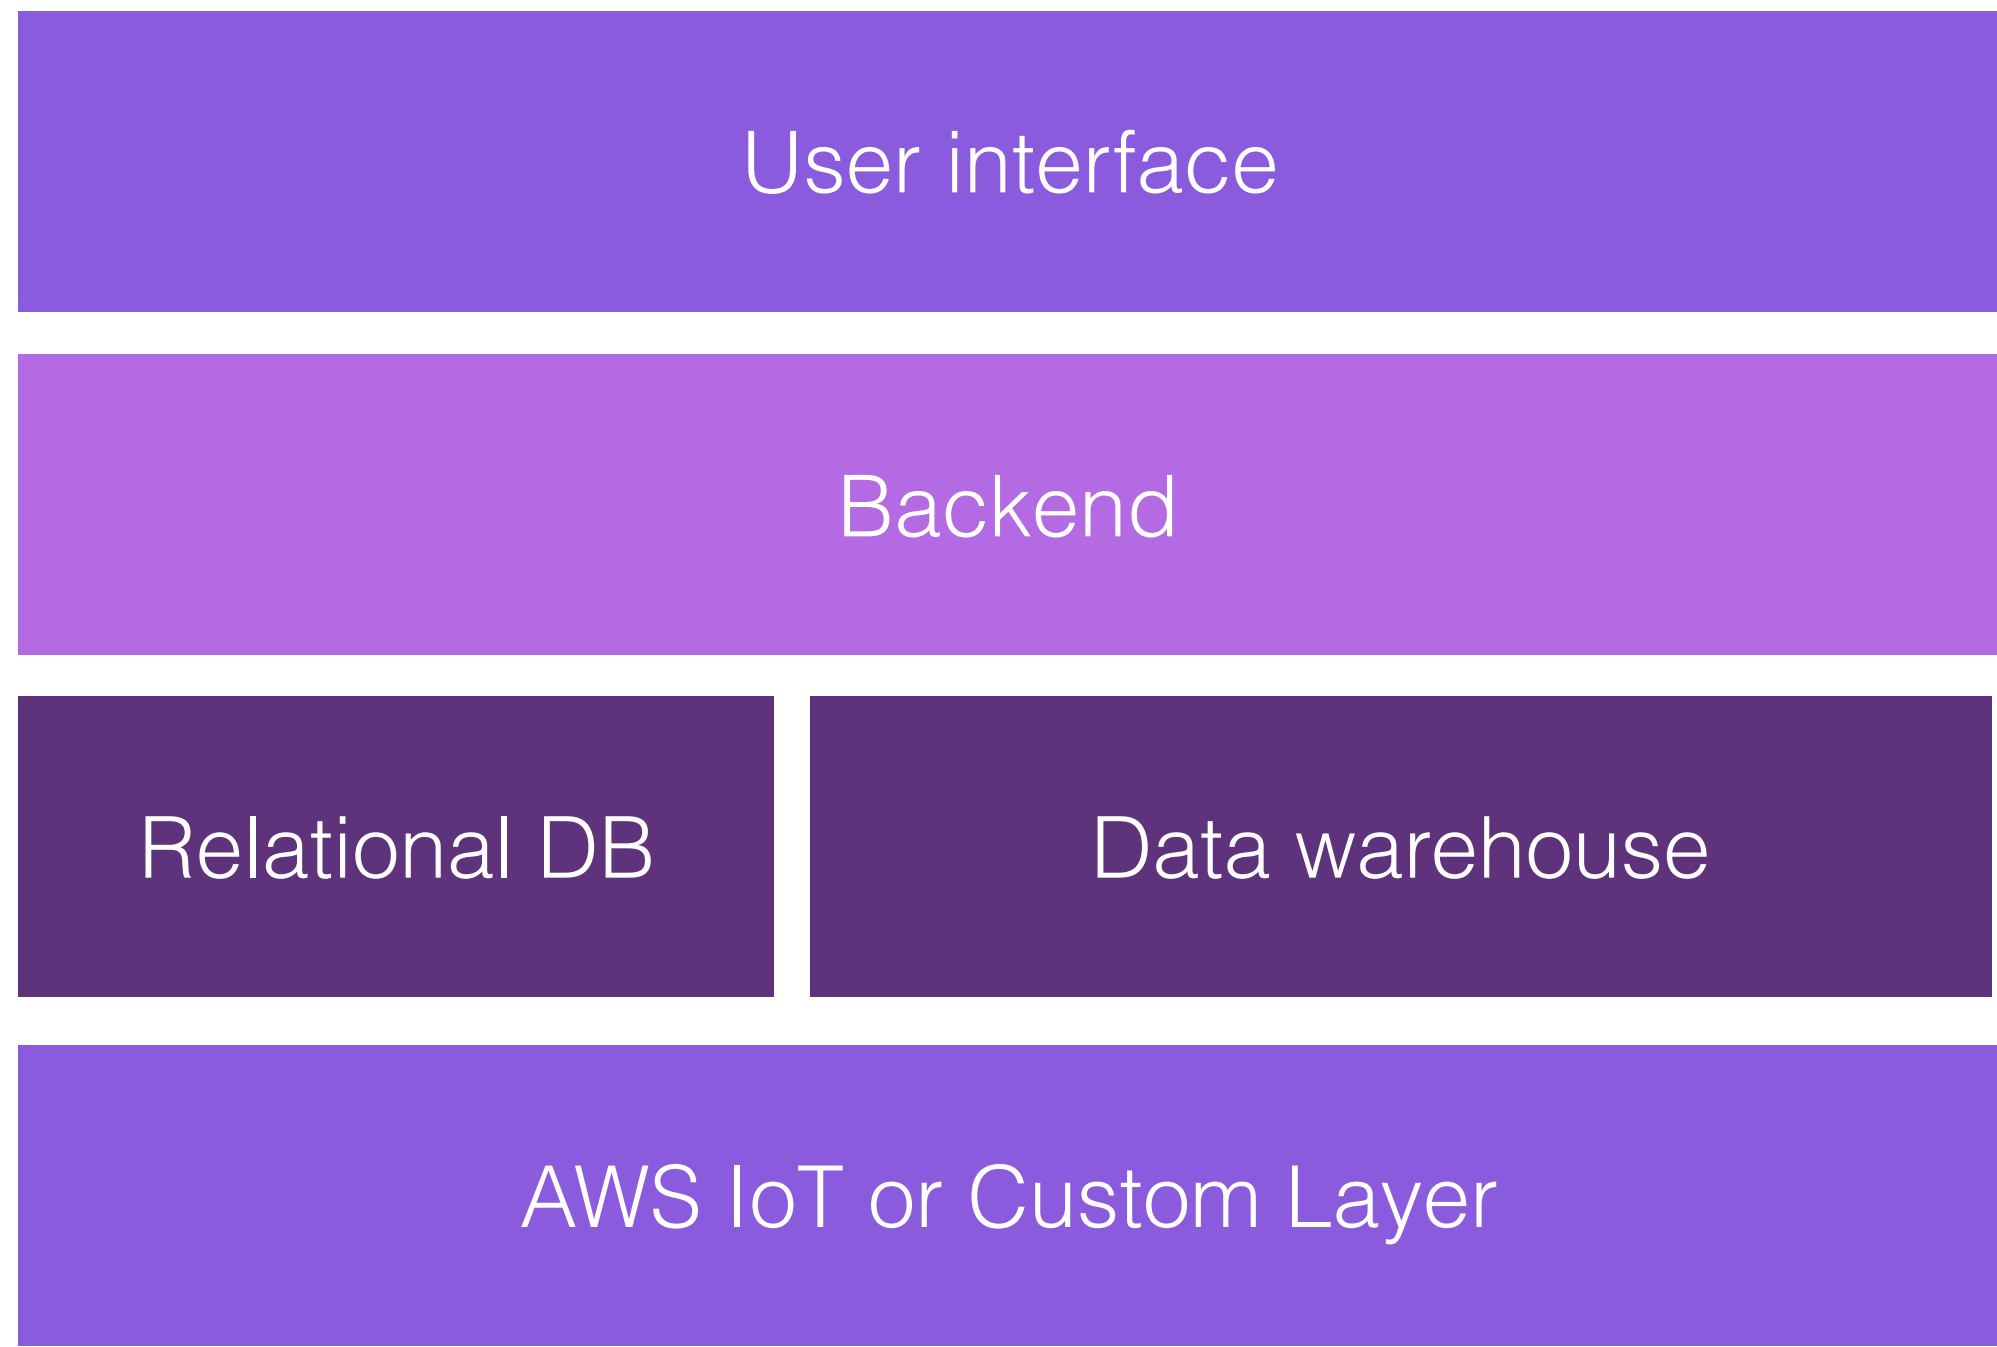 User interface
Backend
Relational DB
Data warehouse
AWS IoT or Custom Layer